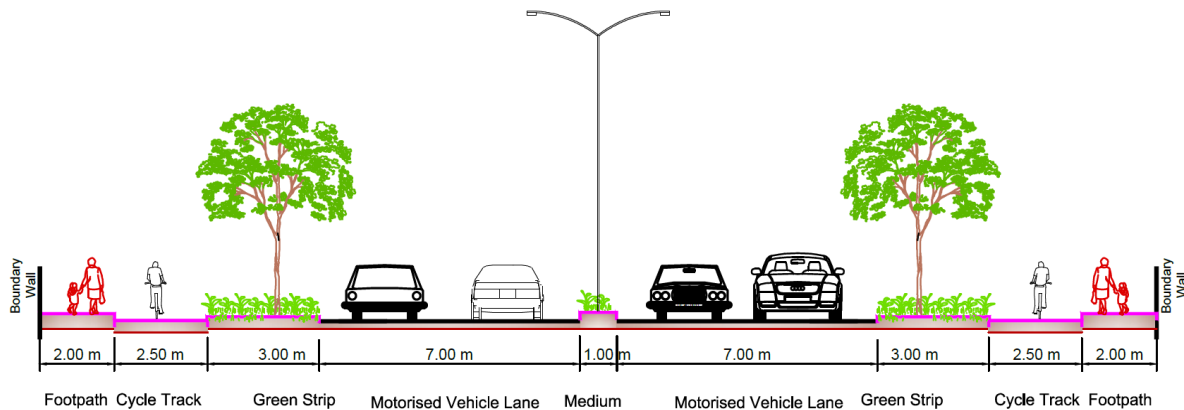 Boundary
Wall
Boundary
Wall
2.00 m
2.50 m
3.00 m
7.00 m
1.00 m
7.00 m
3.00 m
2.50 m
2.00 m
Footpath
Cycle Track
Green Strip
Motorised Vehicle Lane
Medium
Motorised Vehicle Lane
Green Strip
Cycle Track
Footpath